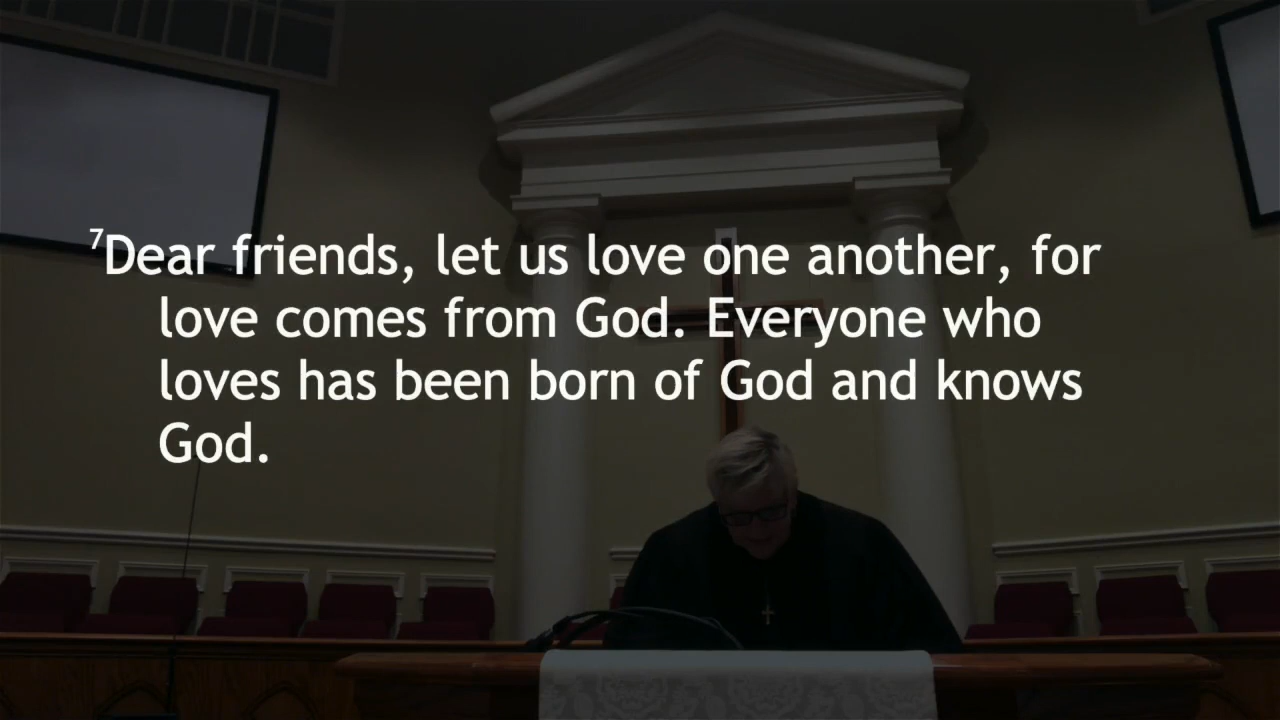 7Dear friends, let us love one another, for
love comes from God. Everyone who
loves has been born of God and knows
God.